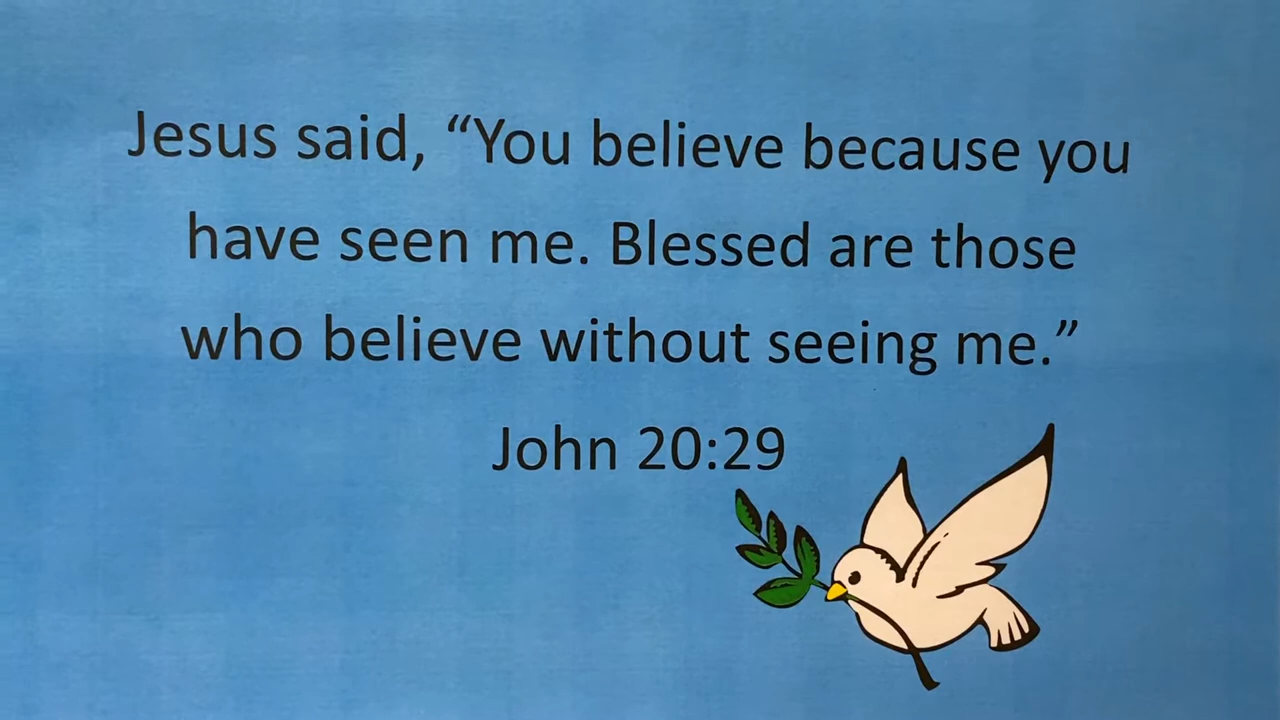 Jesus said, “You believe because you
have seen me. Blessed are those
who believe without seeing me.”
John 20:29